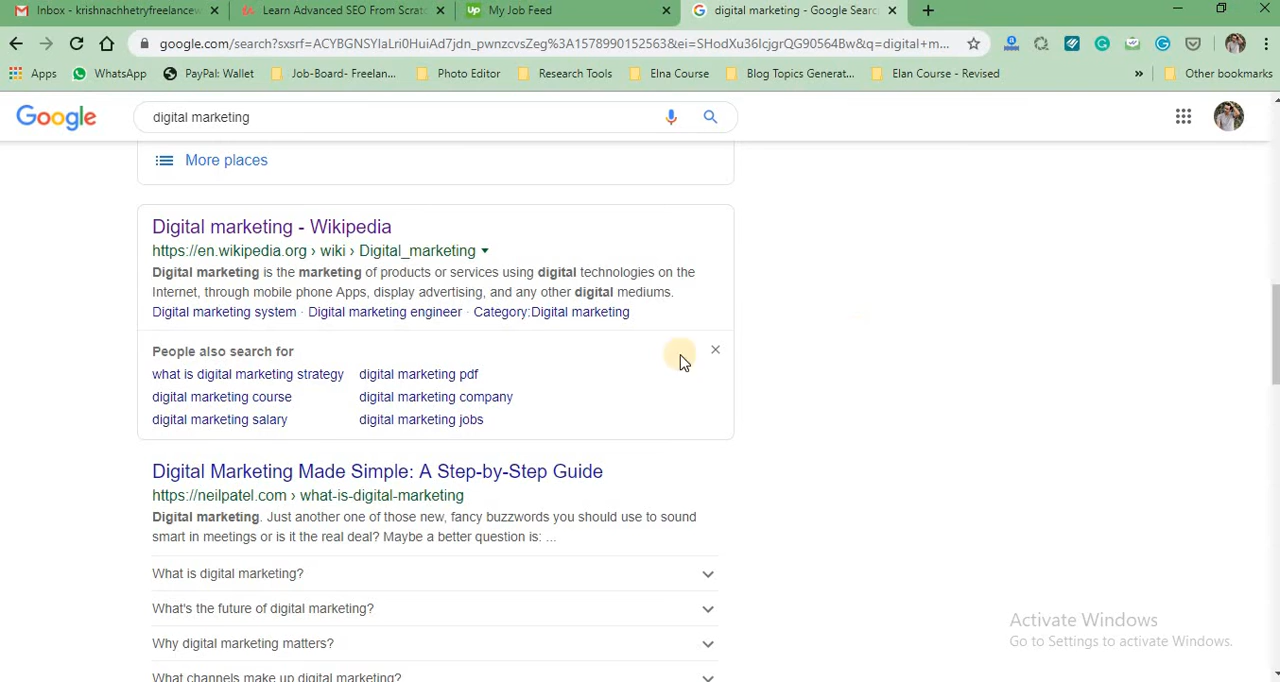 Inbox - krishnachhetryfreelancew
Learn Advanced SEO From Scratc
My Job Feed
digital marketing - Google Searc
google.com/search?sxsrf=ACYBGNSYIaLri0HuiAd7jdn_pwnzcvsZ3g%3A1578990152563&ei=SHodXu36IcjgrQG90564Bw&q=digital+m...
Apps
WhatsApp
PayPal: Wallet
Job-Board- Freelan...
Photo Editor
Research Tools
Elna Course
Blog Topics Generat...
Elan Course - Revised
»
Other bookmarks
Google
digital marketing
More places
Digital marketing - Wikipedia
https://en.wikipedia.org › wiki › Digital_marketing
Digital marketing is the marketing of products or services using digital technologies on the
Internet, through mobile phone Apps, display advertising, and any other digital mediums.
Digital marketing system · Digital marketing engineer · Category:Digital marketing
People also search for
what is digital marketing strategy digital marketing pdf
digital marketing course digital marketing company
digital marketing salary digital marketing jobs
Digital Marketing Made Simple: A Step-by-Step Guide
https://neilpatel.com › what-is-digital-marketing
Digital marketing. Just another one of those new, fancy buzzwords you should use to sound
smart in meetings or is it the real deal? Maybe a better question is: ...
What is digital marketing?
What's the future of digital marketing?
Why digital marketing matters?
What channels make up digital marketing?
Activate Windows
Go to Settings to activate Windows.